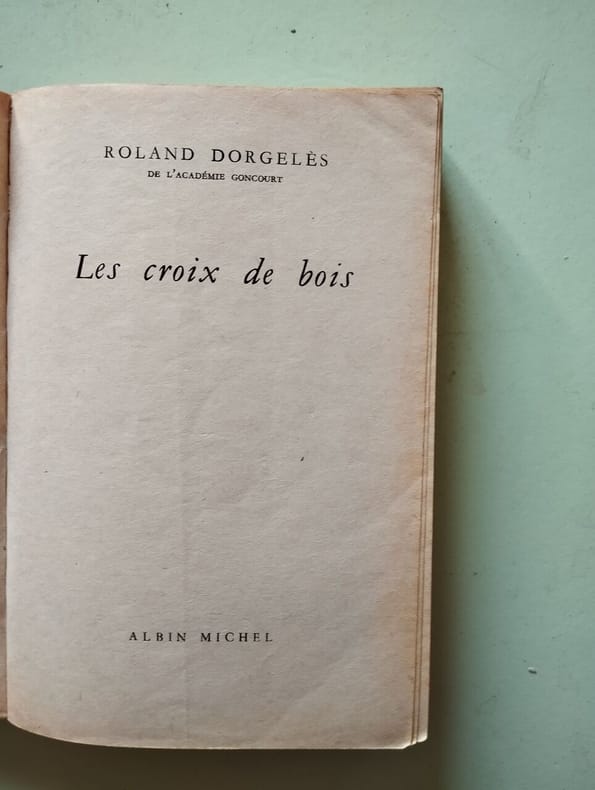 ROLAND DORGELÈS
DE L'ACADÉMIE GONCOURT
Les croix de bois
ALBIN MICHEL